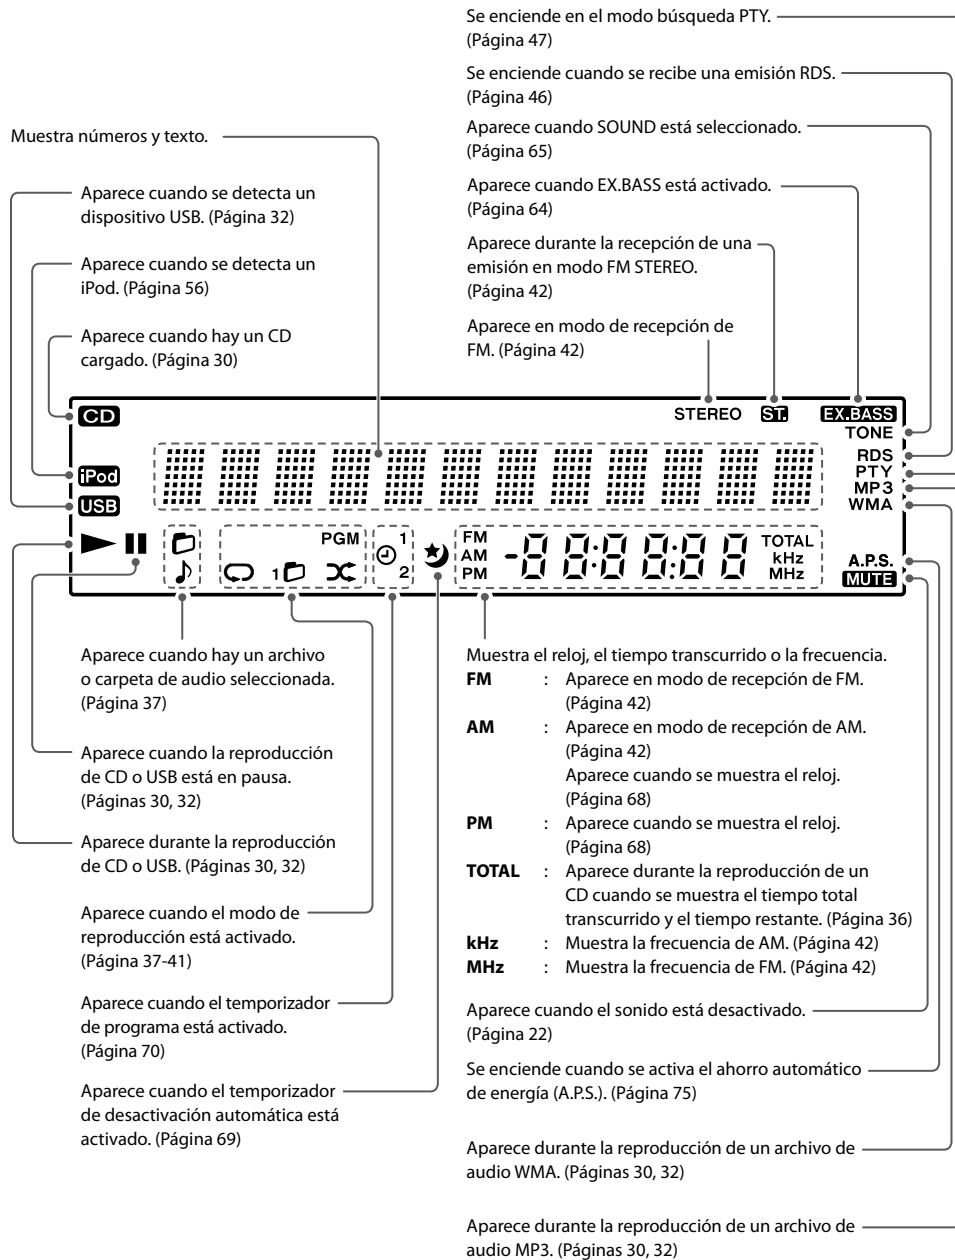 Se enciende en el modo búsqueda PTY.
(Página 47)
Se enciende cuando se recibe una emisión RDS.
(Página 46)
Muestra números y texto.
Aparece cuando SOUND está seleccionado.
(Página 65)
Aparece cuando se detecta un
dispositivo USB. (Página 32)
Aparece cuando EX.BASS está activado.
(Página 64)
Aparece cuando se detecta un
iPod. (Página 56)
Aparece durante la recepción de una
emisión en modo FM STEREO.
(Página 42)
Aparece cuando hay un CD
cargado. (Página 30)
Aparece en modo de recepción de
FM. (Página 42)
CD
STEREO ST. EX.BASS
TONE
RDS
iPod
PTY
MP3
USB
WMA
PGM
1
2
1
FM
AM
PM
-8 8:8 8:8 8
TOTAL
kHz
MHz
A.P.S.
MUTE
Aparece cuando hay un archivo
o carpeta de audio seleccionada.
(Página 37)
Aparece cuando la reproducción
de CD o USB está en pausa.
(Páginas 30, 32)
Aparece durante la reproducción
de CD o USB. (Páginas 30, 32)
Aparece cuando el modo de
reproducción está activado.
(Página 37-41)
Aparece cuando el temporizador
de programa está activado.
(Página 70)
Aparece cuando el temporizador
de desactivación automática está
activado. (Página 69)
Muestra el reloj, el tiempo transcurrido o la frecuencia.
FM : Aparece en modo de recepción de FM.
(Página 42)
AM : Aparece en modo de recepción de AM.
(Página 42)
Aparece cuando se muestra el reloj.
(Página 68)
PM : Aparece cuando se muestra el reloj.
(Página 68)
TOTAL : Aparece durante la reproducción de un
CD cuando se muestra el tiempo total
transcurrido y el tiempo restante. (Página 36)
kHz : Muestra la frecuencia de AM. (Página 42)
MHz : Muestra la frecuencia de FM. (Página 42)
Aparece cuando el sonido está desactivado.
(Página 22)
Se enciende cuando se activa el ahorro automático
de energía (A.P.S.). (Página 75)
Aparece durante la reproducción de un archivo de
audio WMA. (Páginas 30, 32)
Aparece durante la reproducción de un archivo de
audio MP3. (Páginas 30, 32)